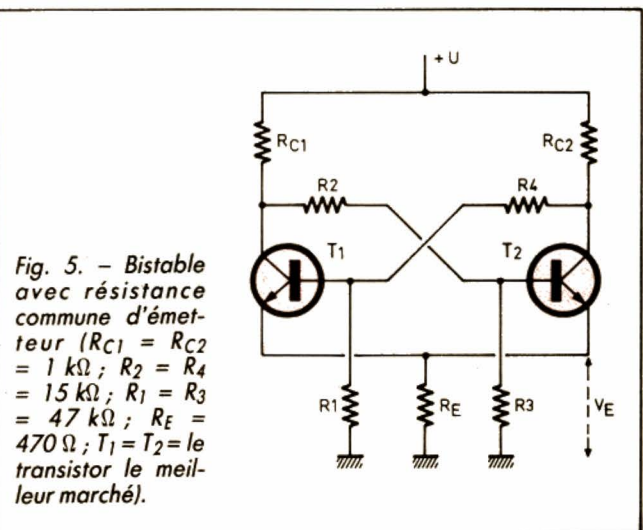 + U
RC1
RC2
R2
R4
T1
T2
R1
RE
R3
VE
Fig. 5. – Bistable
avec résistance
commune d'émet-
teur (RC1 = RC2
= 1 kΩ ; R2 = R4
= 15 kΩ ; R1 = R3
= 47 kΩ ; RE =
470 Ω ; T1 = T2 = le
transistor le meil-
leur marché).